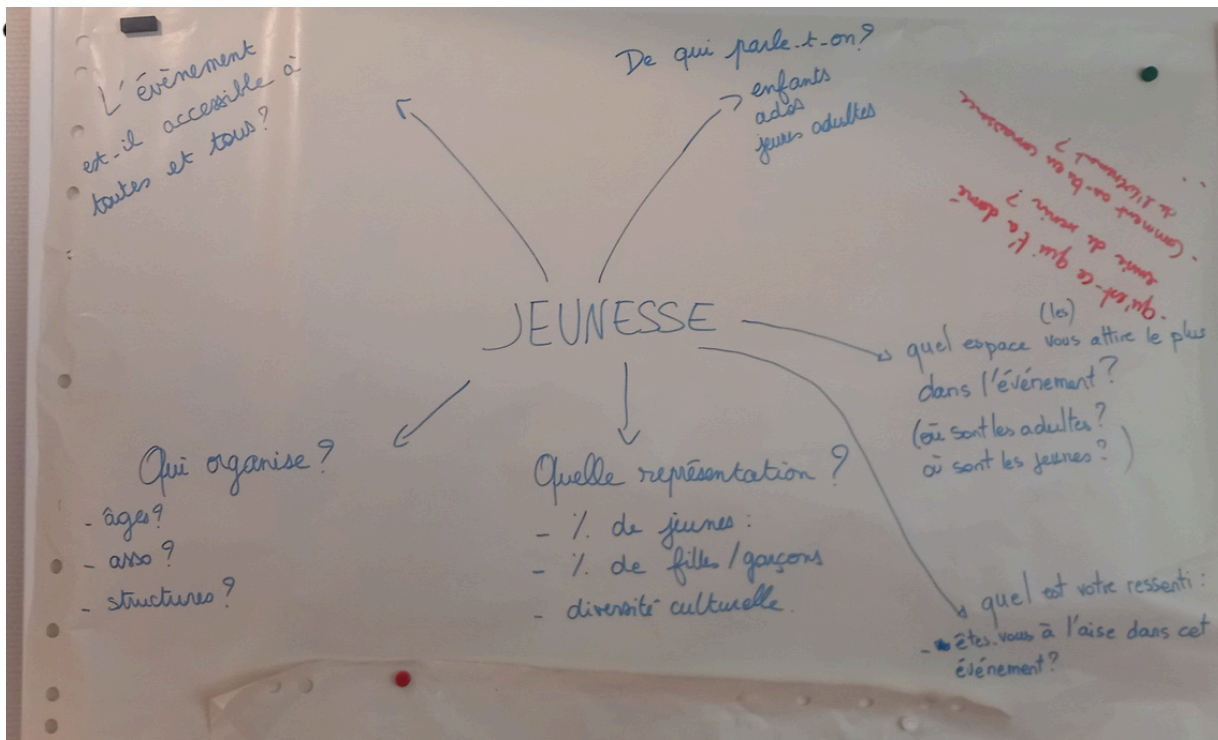 L'évènement
est-il accessible à
toutes et tous?
De qui parle-t-on?
enfants
ados
jeunes adultes
- qu'est-ce qui t'a donné
envie de venir ?
- Comment as-tu eu connaissance
de l'évènement ?
JEUNESSE
(les)
quel espace vous attire le plus
dans l'événement?
(où sont les adultes?
où sont les jeunes?)
Qui organise?
- âges?
- asso?
- structures?
Quelle représentation ?
- % de jeunes :
- % de filles/garçons
- diversité culturelle.
quel est votre ressenti :
- êtes-vous à l'aise dans cet
événement?